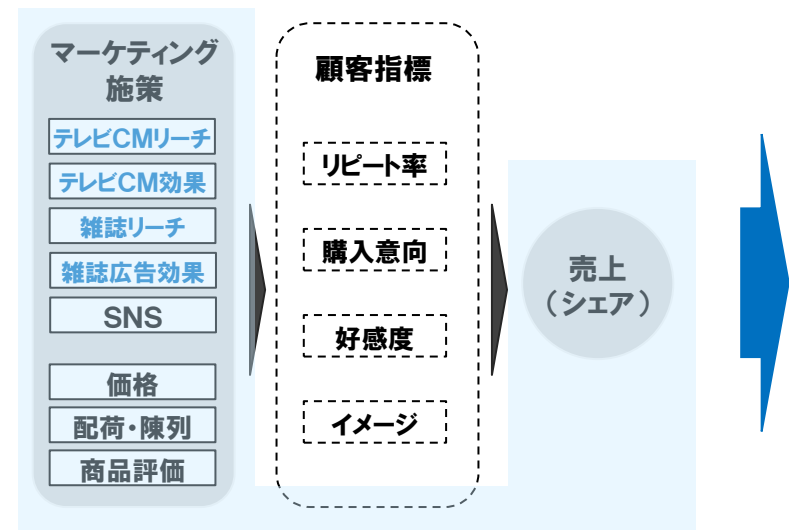 マーケティング
施策
テレビCMリーチ
テレビCM効果
雑誌リーチ
雑誌広告効果
SNS
価格
配荷・陳列
商品評価
顧客指標
リピート率
購入意向
好感度
イメージ
売上
（シェア）